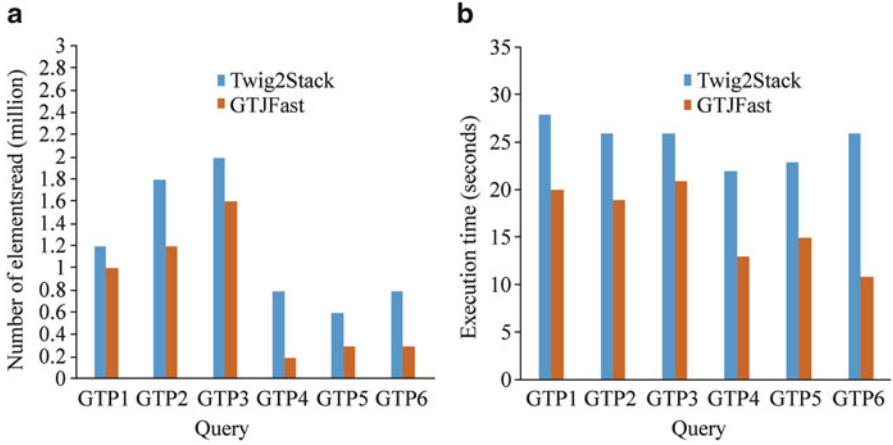 a
Number of elementsread (million)
3
2.8
2.6
2.4
2.2
2
1.8
1.6
1.4
1.2
1
0.8
0.6
0.4
0.2
0
Twig2Stack
GTJFast
GTP1 GTP2 GTP3 GTP4 GTP5 GTP6
Query
b
Execution time (seconds)
35
30
25
20
15
10
5
0
Twig2Stack
GTJFast
GTP1 GTP2 GTP3 GTP4 GTP5 GTP6
Query